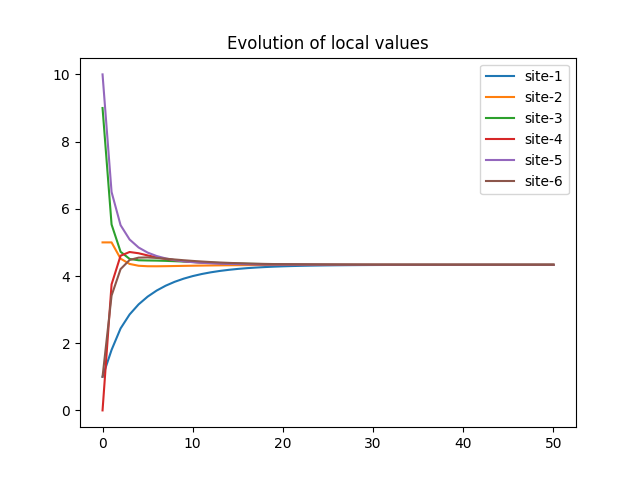 Evolution of local values
10
8
6
4
2
0
0 10 20 30 40 50
site-1
site-2
site-3
site-4
site-5
site-6